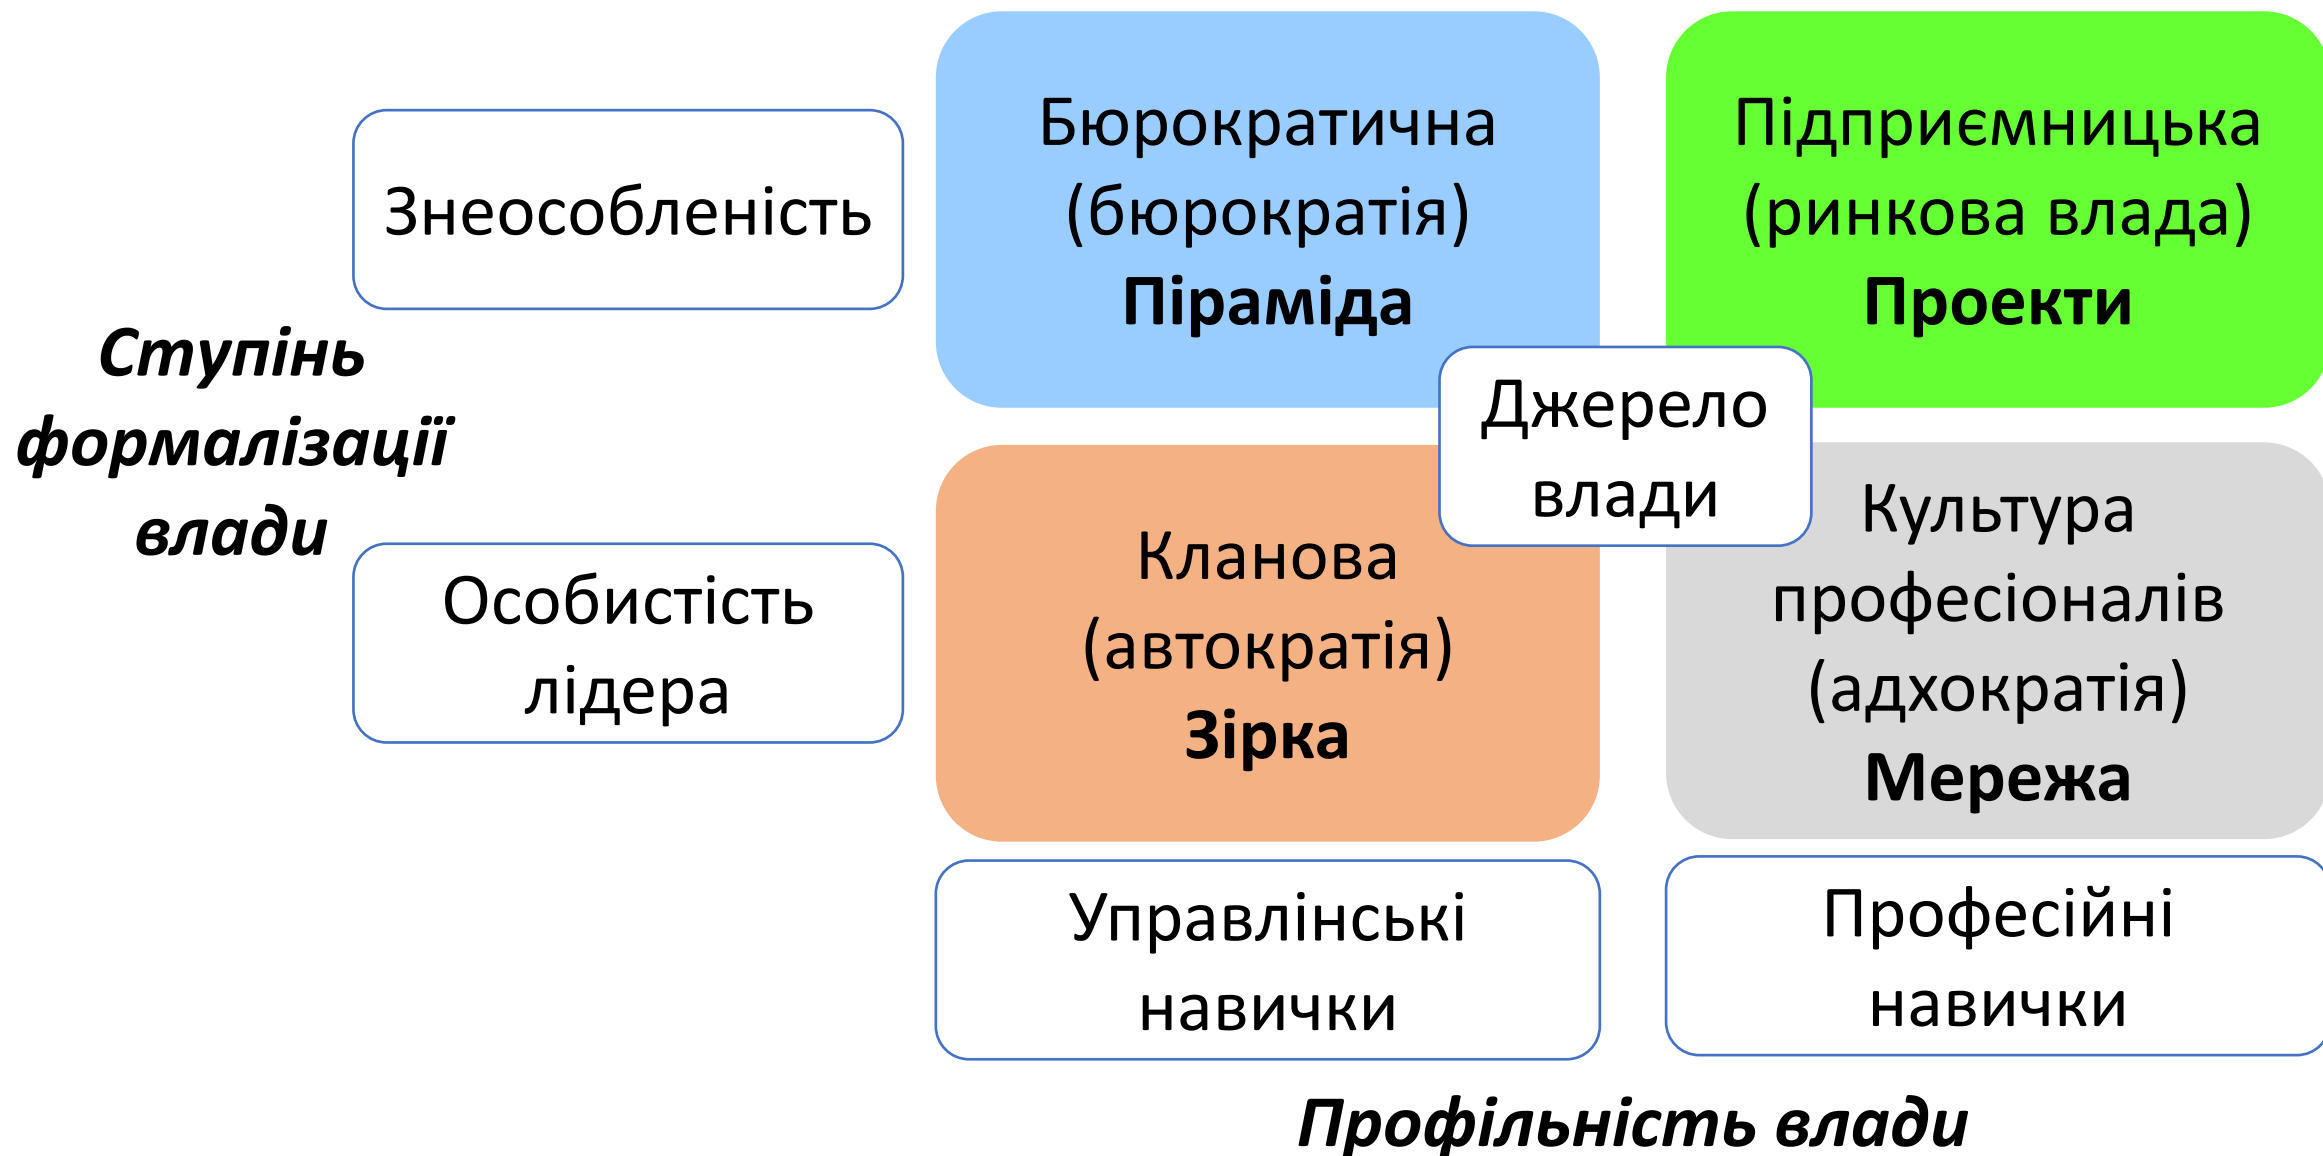 Знеособленість
Бюрократична
(бюрократія)
Піраміда
Підприємницька
(ринкова влада)
Проекти
Ступінь
формалізації
влади
Джерело
влади
Особистість
лідера
Кланова
(автократія)
Зірка
Культура
професіоналів
(адхократія)
Мережа
Управлінські
навички
Професійні
навички
Профільність влади